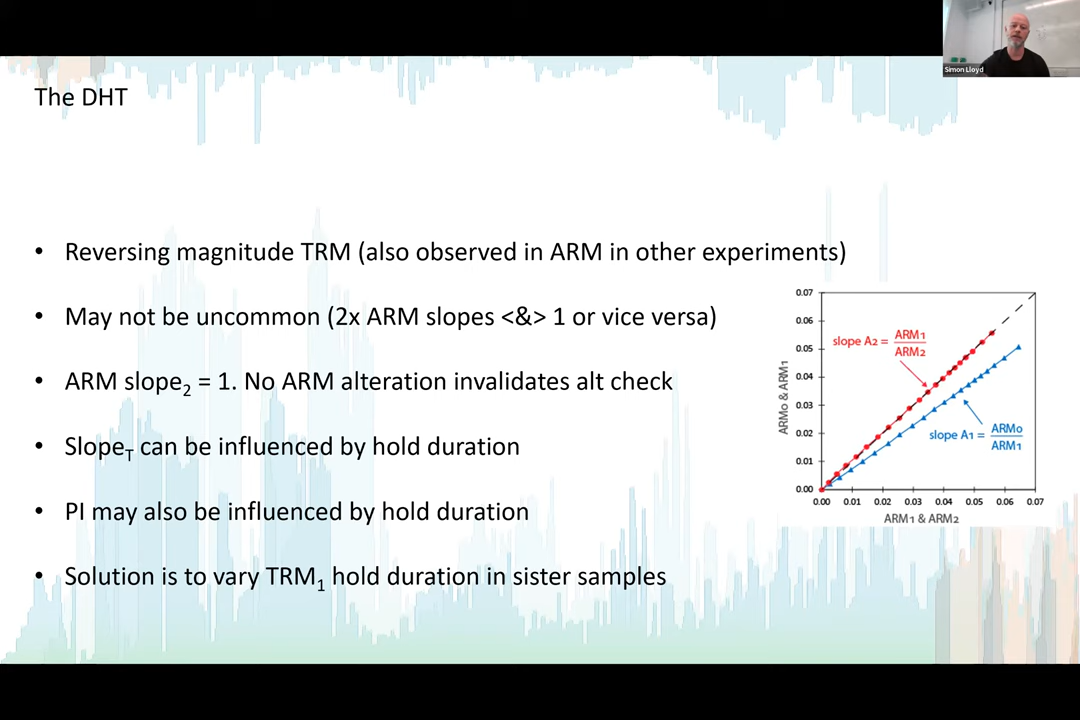 Simon Lloyd
The DHT
• Reversing magnitude TRM (also observed in ARM in other experiments)
• May not be uncommon (2x ARM slopes <&> 1 or vice versa)
• ARM slope₂ = 1. No ARM alteration invalidates alt check
• Slope_T can be influenced by hold duration
• PI may also be influenced by hold duration
• Solution is to vary TRM₁ hold duration in sister samples
0.07
0.06
0.05
0.04
0.03
0.02
0.01
0.00
ARM0 & ARM1
slope A2 = ARM1
ARM2
slope A1 = ARM0
ARM1
0.00 0.01 0.02 0.03 0.04 0.05 0.06 0.07
ARM1 & ARM2